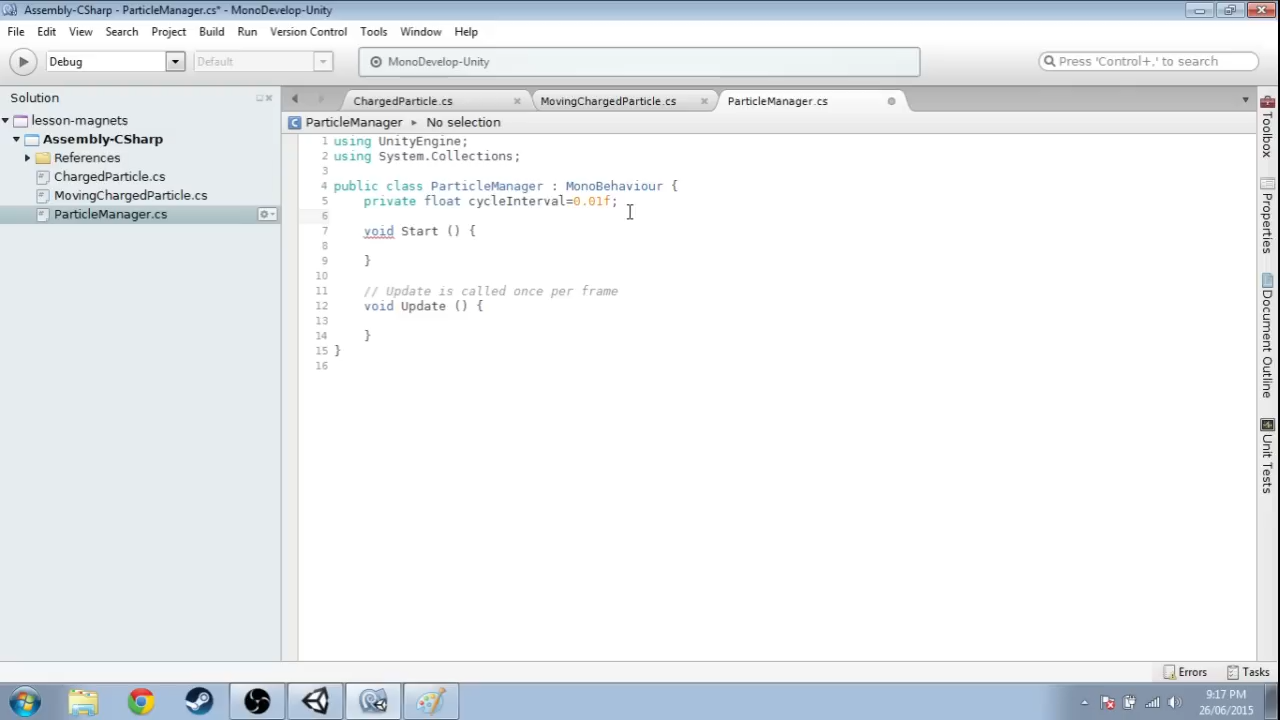 Assembly-CSharp - ParticleManager.cs* - MonoDevelop-Unity
File Edit View Search Project Build Run Version Control Tools Window Help
Debug Default MonoDevelop-Unity Press 'Control+,' to search
Solution
lesson-magnets
Assembly-CSharp
References
ChargedParticle.cs
MovingChargedParticle.cs
ParticleManager.cs
ChargedParticle.cs MovingChargedParticle.cs ParticleManager.cs
ParticleManager No selection
1 using UnityEngine;
2 using System.Collections;
3
4 public class ParticleManager : MonoBehaviour {
5 private float cycleInterval=0.01f;
6
7 void Start () {
8
9 }
10
11 // Update is called once per frame
12 void Update () {
13
14 }
15 }
16
Toolbox
Properties
Document Outline
Unit Tests
Errors Tasks
9:17 PM
26/06/2015